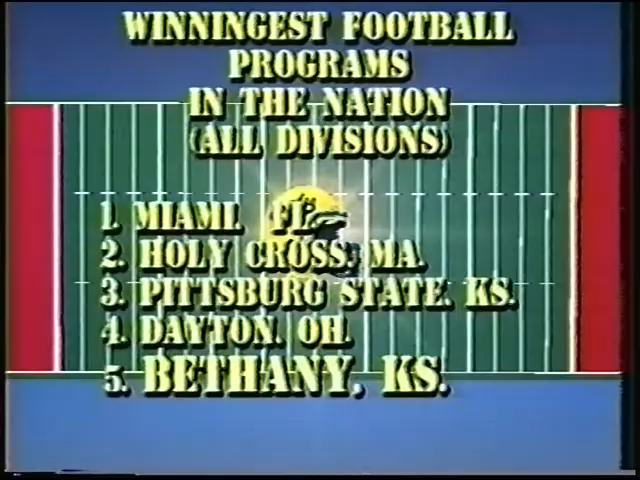 WINNINGEST FOOTBALL
PROGRAMS
IN THE NATION
(ALL DIVISIONS)
1. MIAMI, FL.
2. HOLY CROSS, MA.
3. PITTSBURG STATE, KS.
4. DAYTON, OH.
5. BETHANY, KS.